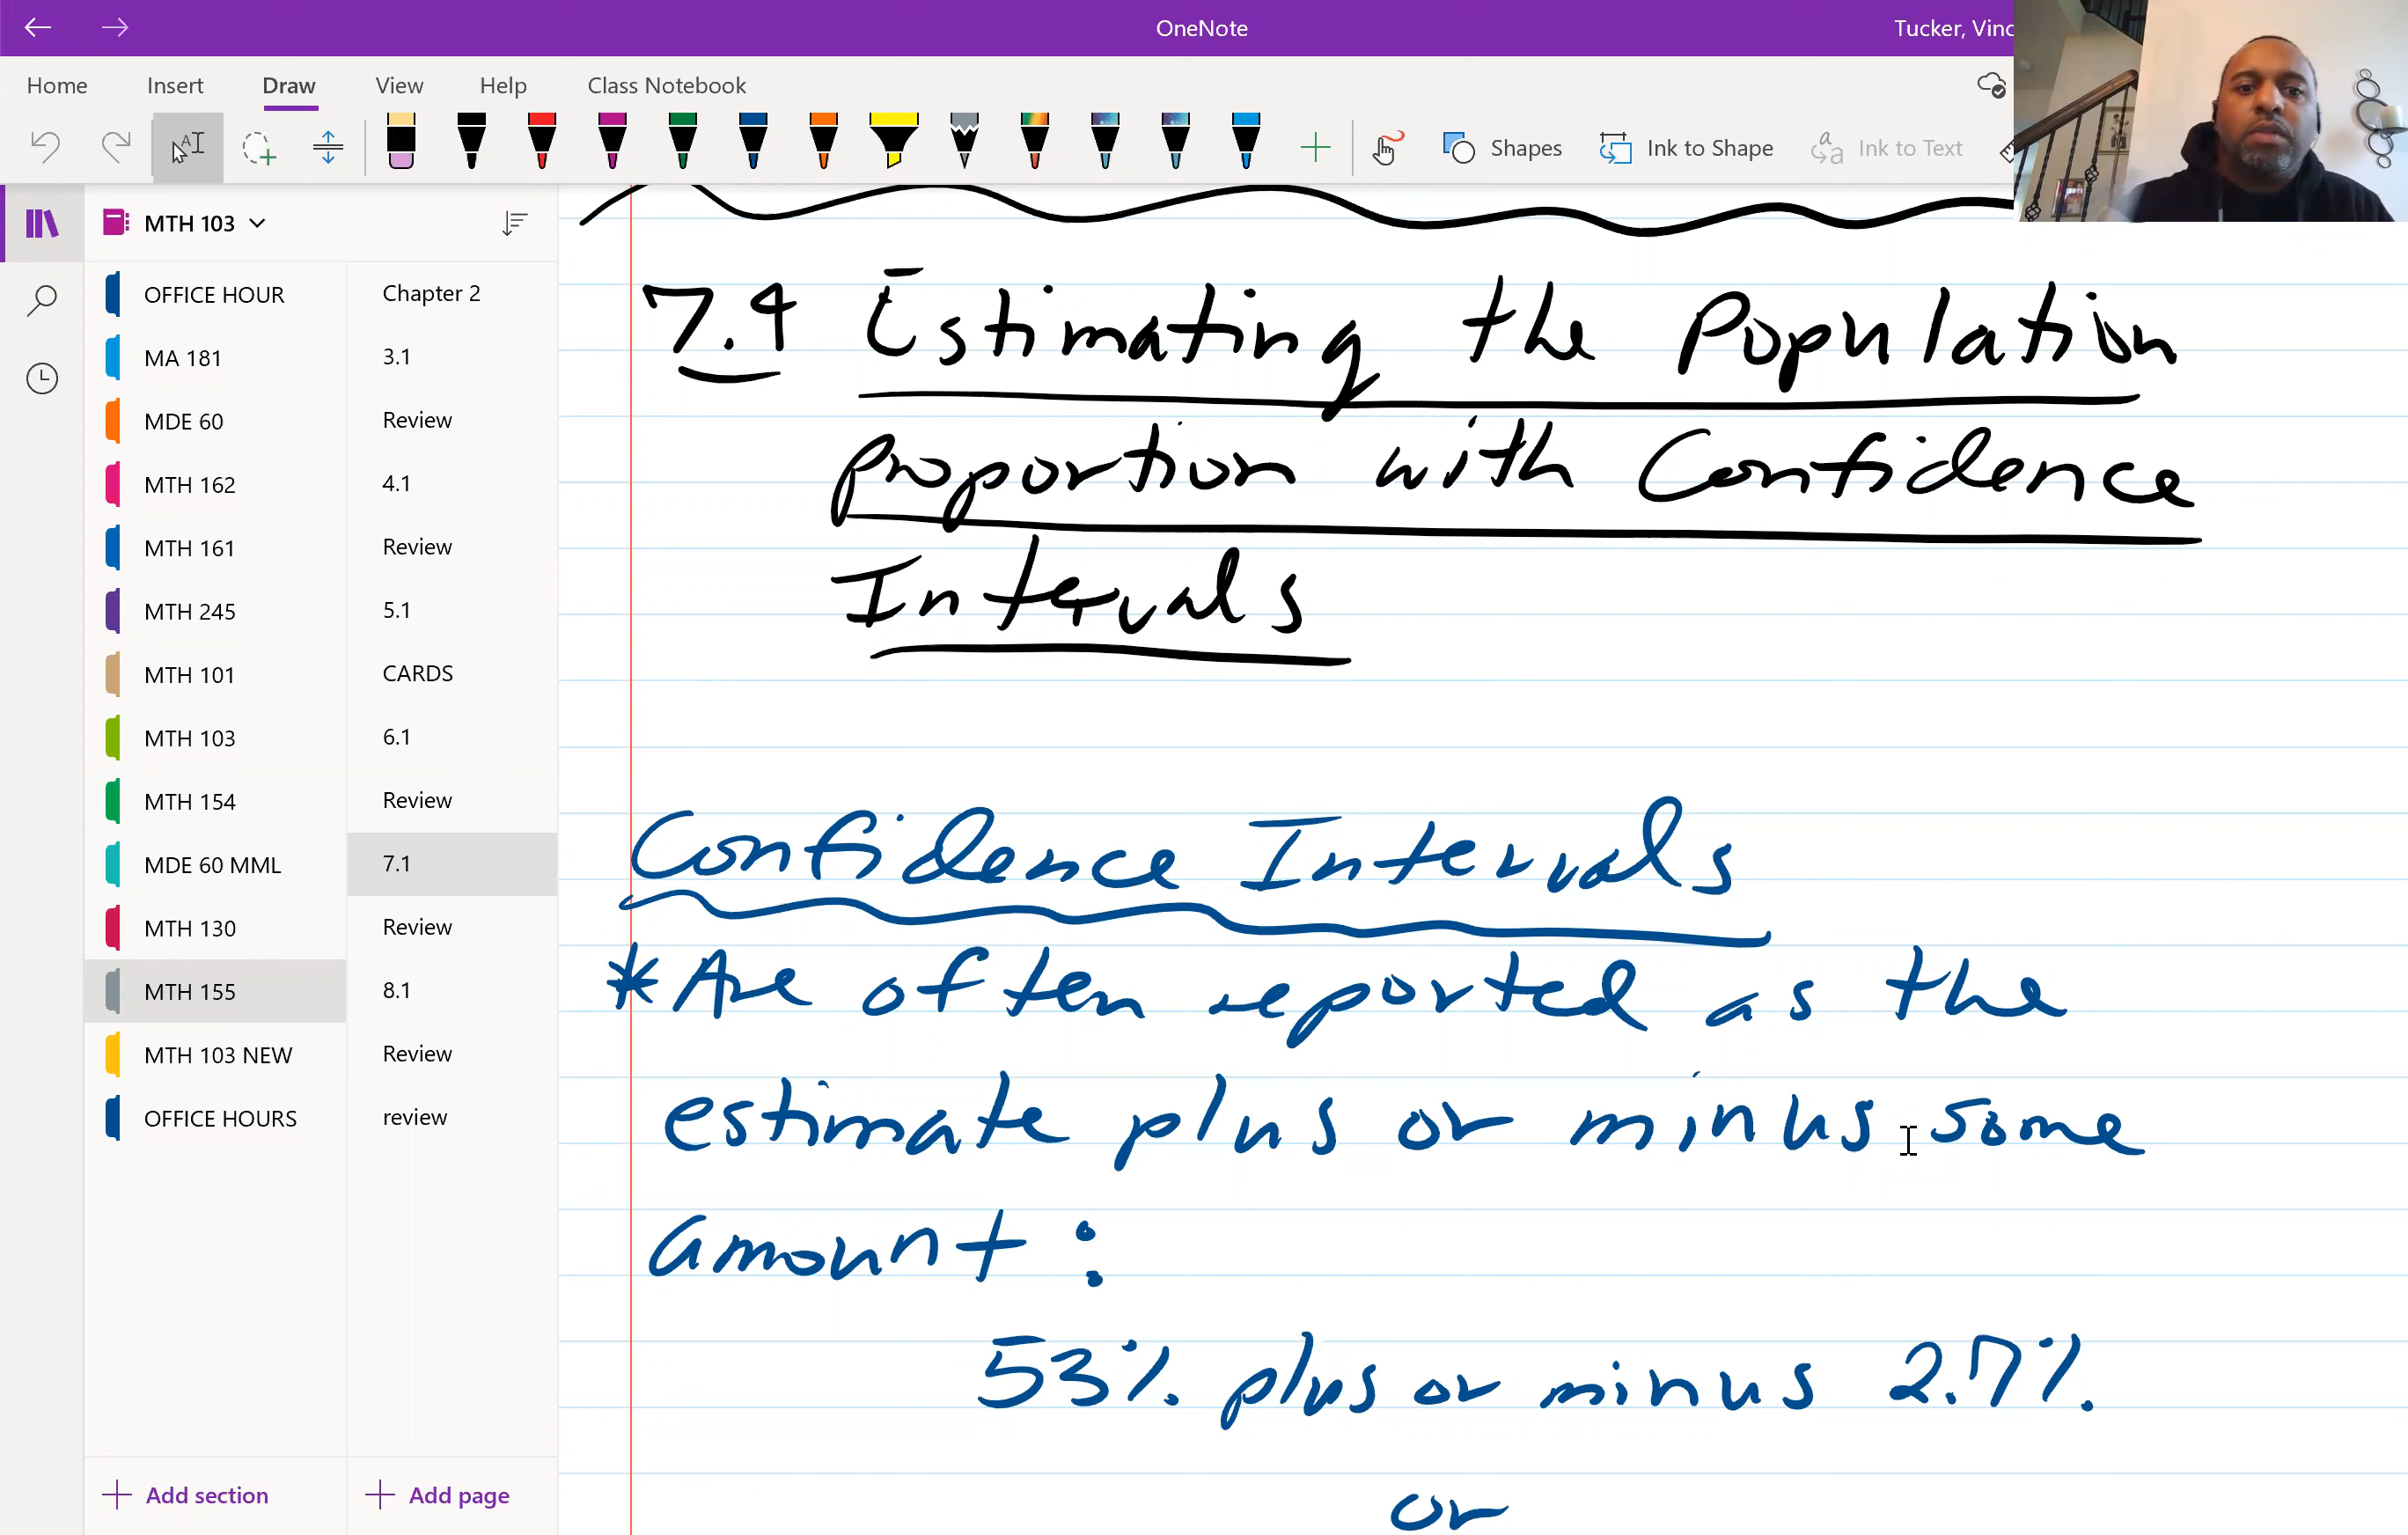 OneNote
Tucker, Vinc
Home Insert Draw View Help Class Notebook
Shapes Ink to Shape Ink to Text
MTH 103
OFFICE HOUR
MA 181
MDE 60
MTH 162
MTH 161
MTH 245
MTH 101
MTH 103
MTH 154
MDE 60 MML
MTH 130
MTH 155
MTH 103 NEW
OFFICE HOURS
Add section
Chapter 2
3.1
Review
4.1
Review
5.1
CARDS
6.1
Review
7.1
Review
8.1
Review
review
Add page
7.4 Estimating the Population
Proportion with Confidence
Intervals
Confidence Intervals
* Are often reported as the
estimate plus or minus some
amount :
53% plus or minus 2.7%
or